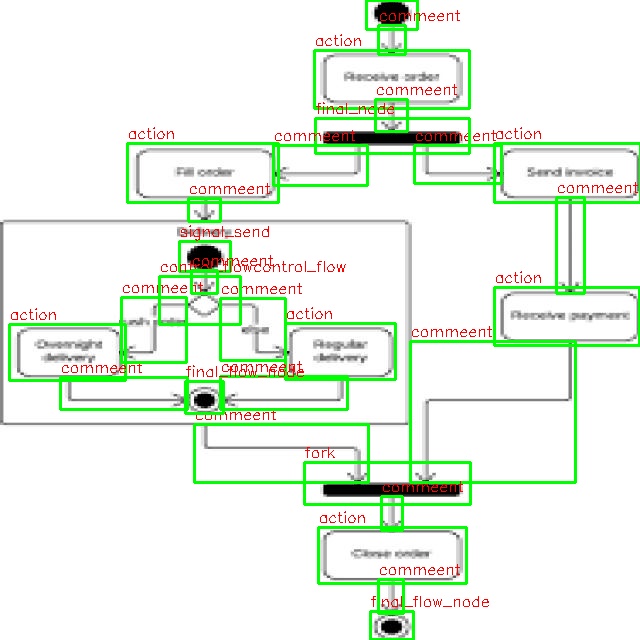 commeent
action
Receive order
commeent
final_node
commeent
commeent
action
action
Fill order
Send invoice
commeent
commeent
signal_send
commeent
control_flowcontrol_flow
commeent
commeent
action
action
action
else
Receive payment
Overnight
delivery
Regular
delivery
commeent
commeent
commeent
final_flow_node
commeent
fork
commeent
action
Close order
commeent
final_flow_node